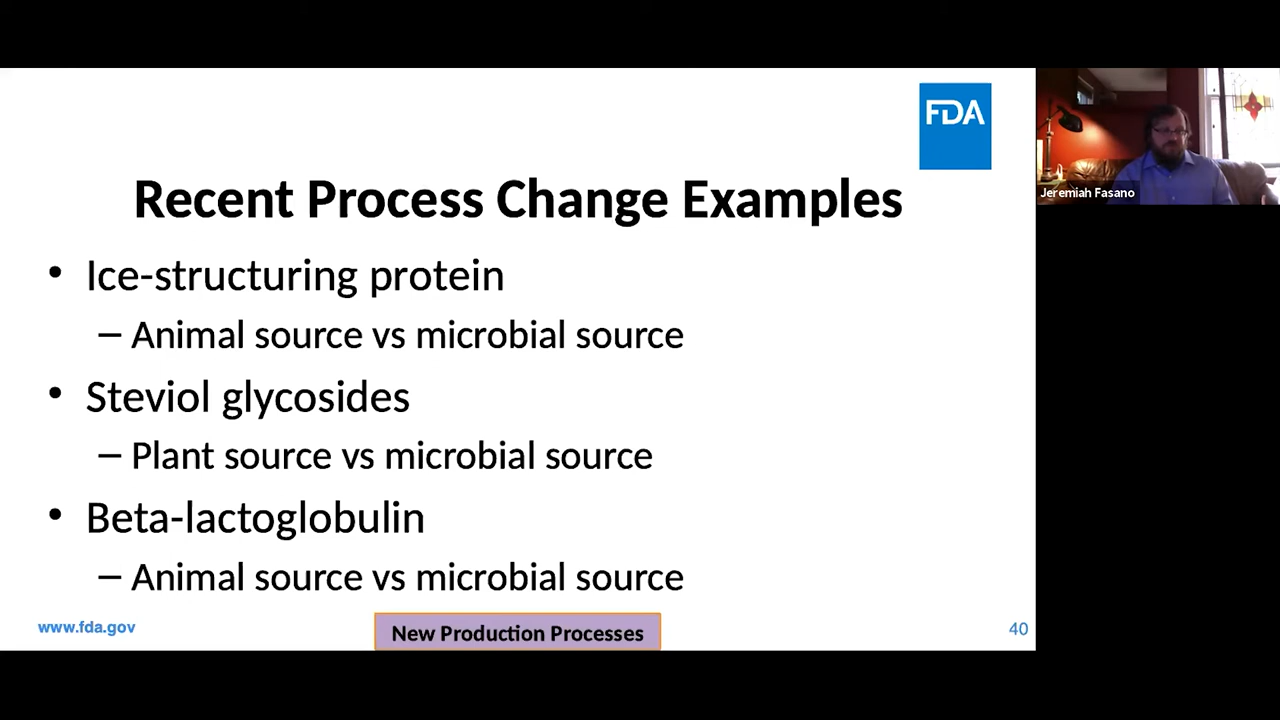 FDA
Jeremiah Fasano
Recent Process Change Examples
• Ice-structuring protein
– Animal source vs microbial source
• Steviol glycosides
– Plant source vs microbial source
• Beta-lactoglobulin
– Animal source vs microbial source
www.fda.gov
New Production Processes
40